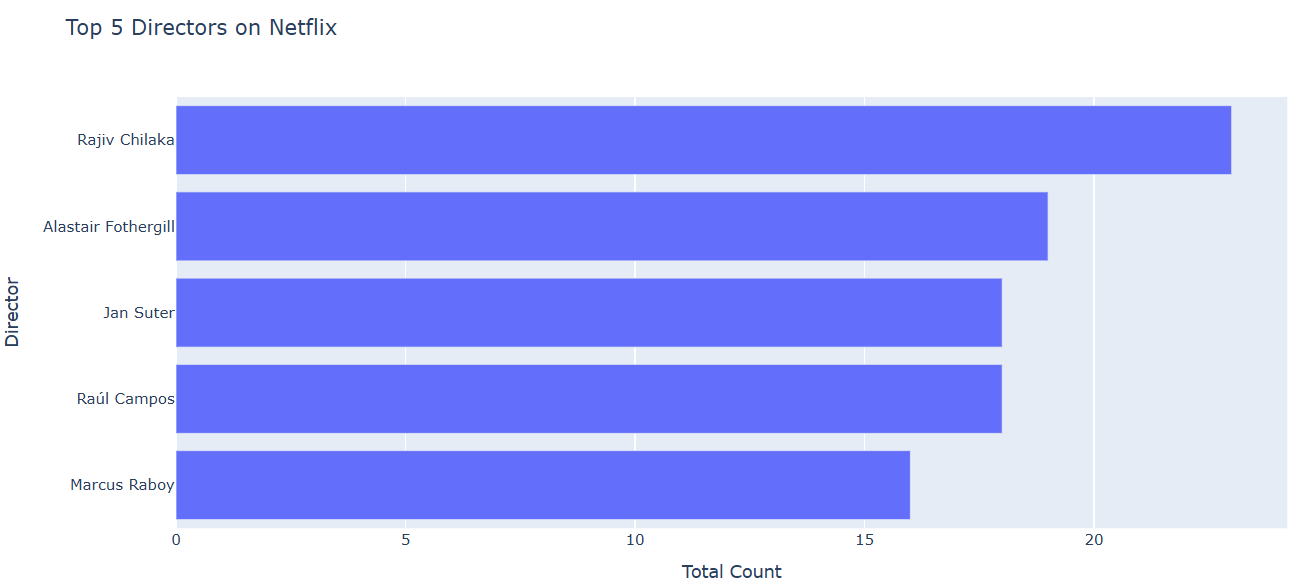 Top 5 Directors on Netflix
Rajiv Chilaka
Alastair Fothergill
Jan Suter
Raúl Campos
Marcus Raboy
Director
0 5 10 15 20
Total Count